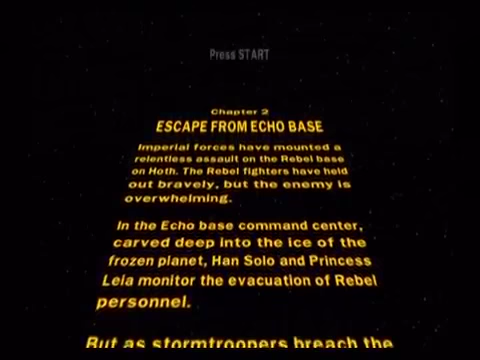 Press START
Chapter 2
ESCAPE FROM ECHO BASE
Imperial forces have mounted a
relentless assault on the Rebel base
on Hoth. The Rebel fighters have held
out bravely, but the enemy is
overwhelming.
In the Echo base command center,
carved deep into the ice of the
frozen planet, Han Solo and Princess
Leia monitor the evacuation of Rebel
personnel.
But as stormtroopers breach the